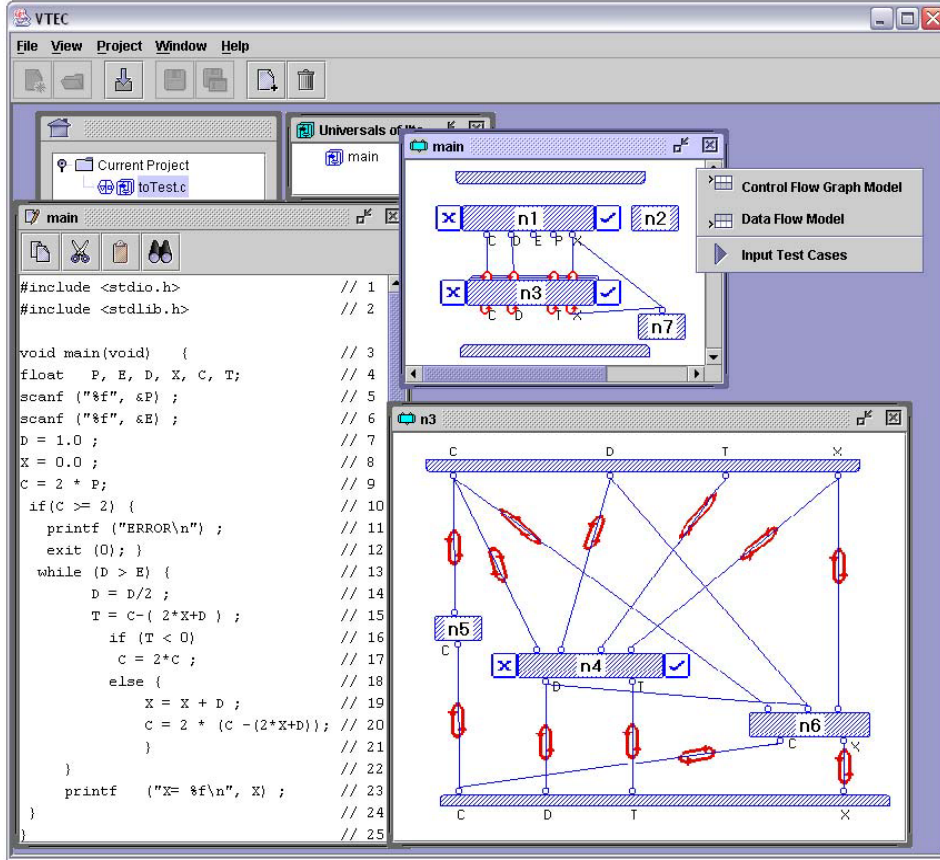 VTEC
File View Project Window Help
Universals of
main
Current Project
toTest.c
main
n1
n2
C D E P X
n3
C D T X
n7
Control Flow Graph Model
Data Flow Model
Input Test Cases
main
#include <stdio.h> // 1
#include <stdlib.h> // 2
void main(void) { // 3
float P, E, D, X, C, T; // 4
scanf ("%f", &P) ; // 5
scanf ("%f", &E) ; // 6
D = 1.0 ; // 7
X = 0.0 ; // 8
C = 2 * P; // 9
if(C >= 2) { // 10
printf ("ERROR\n") ; // 11
exit (0); } // 12
while (D > E) { // 13
D = D/2 ; // 14
T = C-( 2*X+D ) ; // 15
if (T < 0) // 16
C = 2*C ; // 17
else { // 18
X = X + D ; // 19
C = 2 * (C -(2*X+D)); // 20
} // 21
} // 22
printf ("X= %f\n", X) ; // 23
} // 24
} // 25
n3
C D T X
n5
C
n4
D T
n6
C X
C D T X